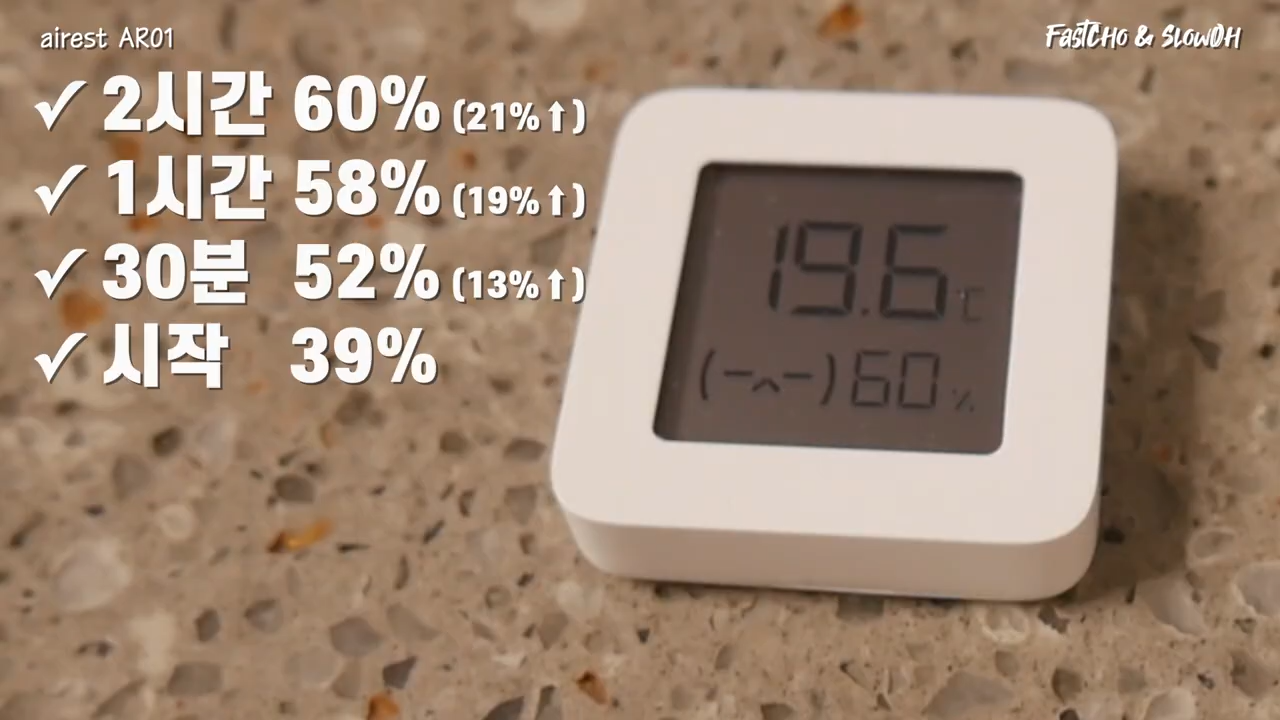 airest AR01
FastCho & SlowOH
✓ 2시간 60% (21%↑)
✓ 1시간 58% (19%↑)
✓ 30분 52% (13%↑)
✓ 시작 39%
19.6 ℃
(-^-) 60 %